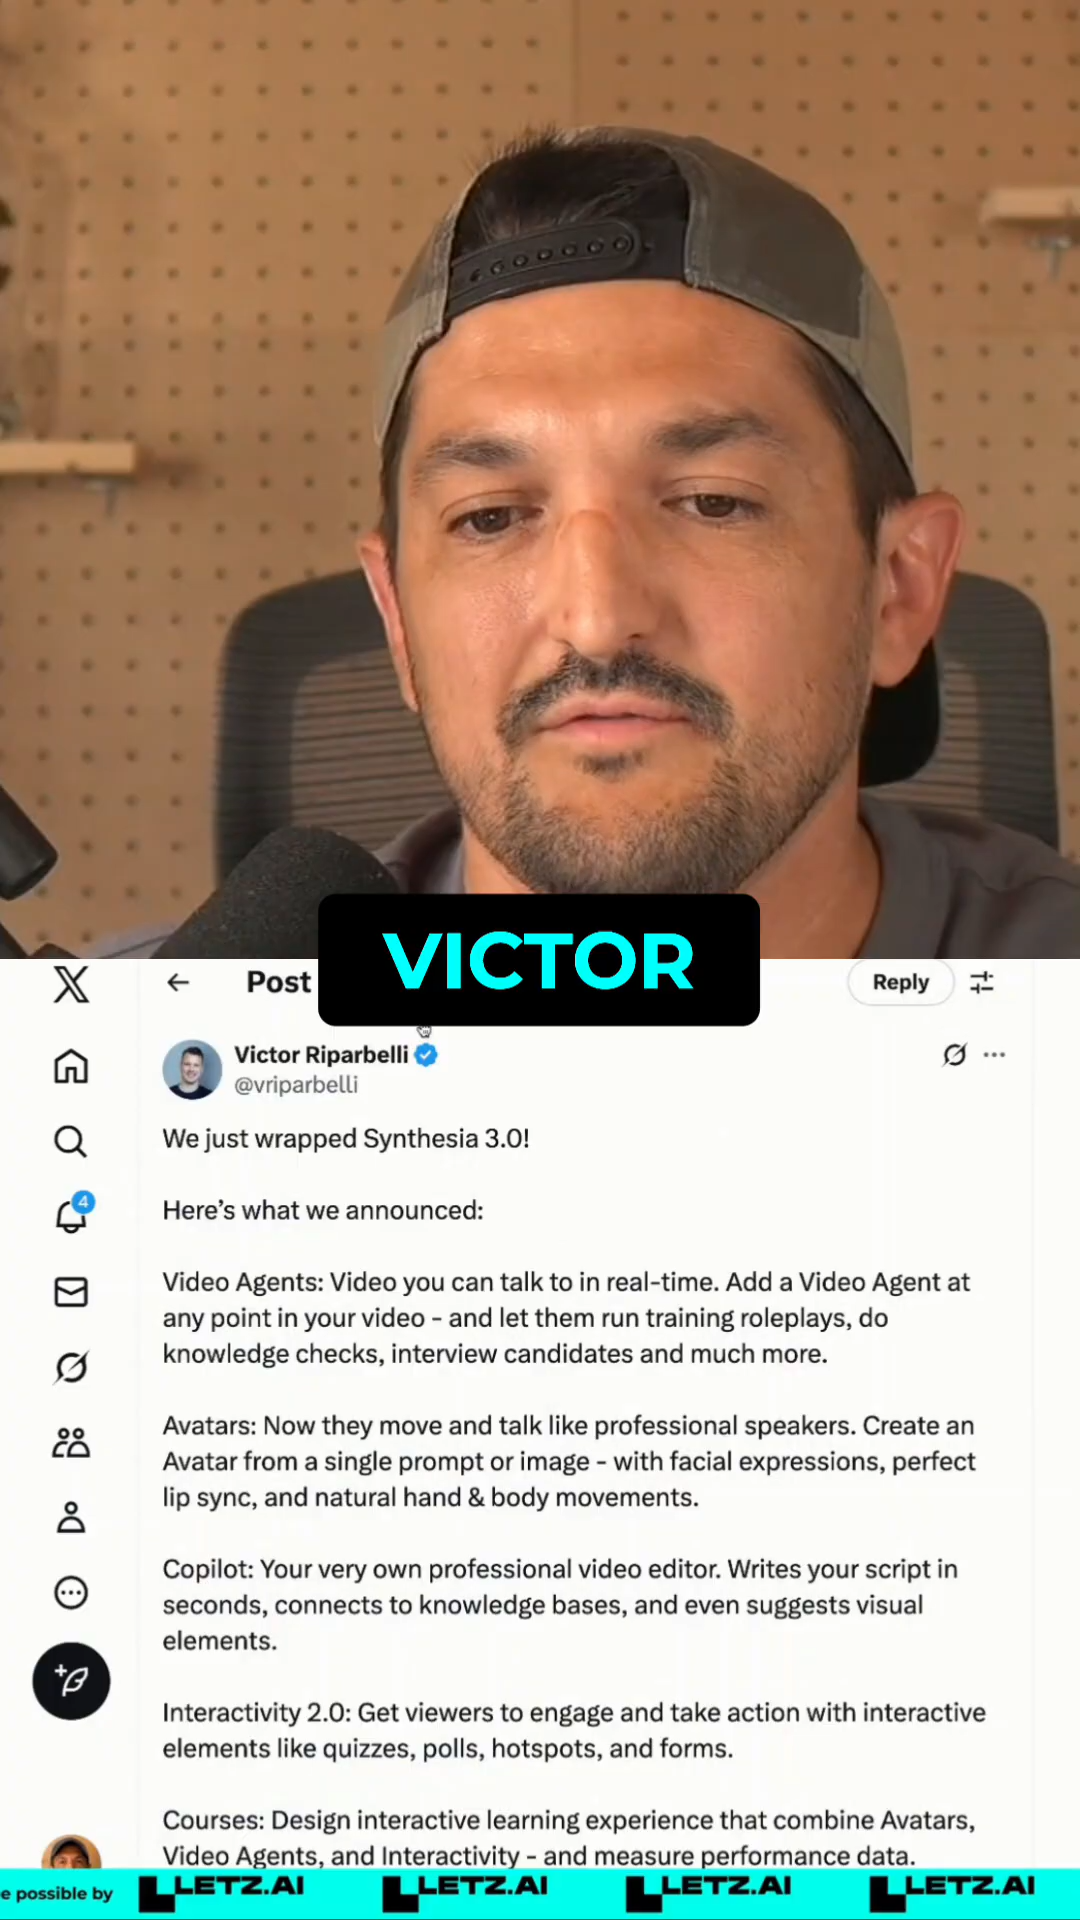 VICTOR
Post
Reply
Victor Riparbelli
@vriparbelli
4
We just wrapped Synthesia 3.0!
Here's what we announced:
Video Agents: Video you can talk to in real-time. Add a Video Agent at
any point in your video - and let them run training roleplays, do
knowledge checks, interview candidates and much more.
Avatars: Now they move and talk like professional speakers. Create an
Avatar from a single prompt or image - with facial expressions, perfect
lip sync, and natural hand & body movements.
Copilot: Your very own professional video editor. Writes your script in
seconds, connects to knowledge bases, and even suggests visual
elements.
Interactivity 2.0: Get viewers to engage and take action with interactive
elements like quizzes, polls, hotspots, and forms.
Courses: Design interactive learning experience that combine Avatars,
Video Agents, and Interactivity - and measure performance data.
e possible by LETZ.AI LETZ.AI LETZ.AI LETZ.AI